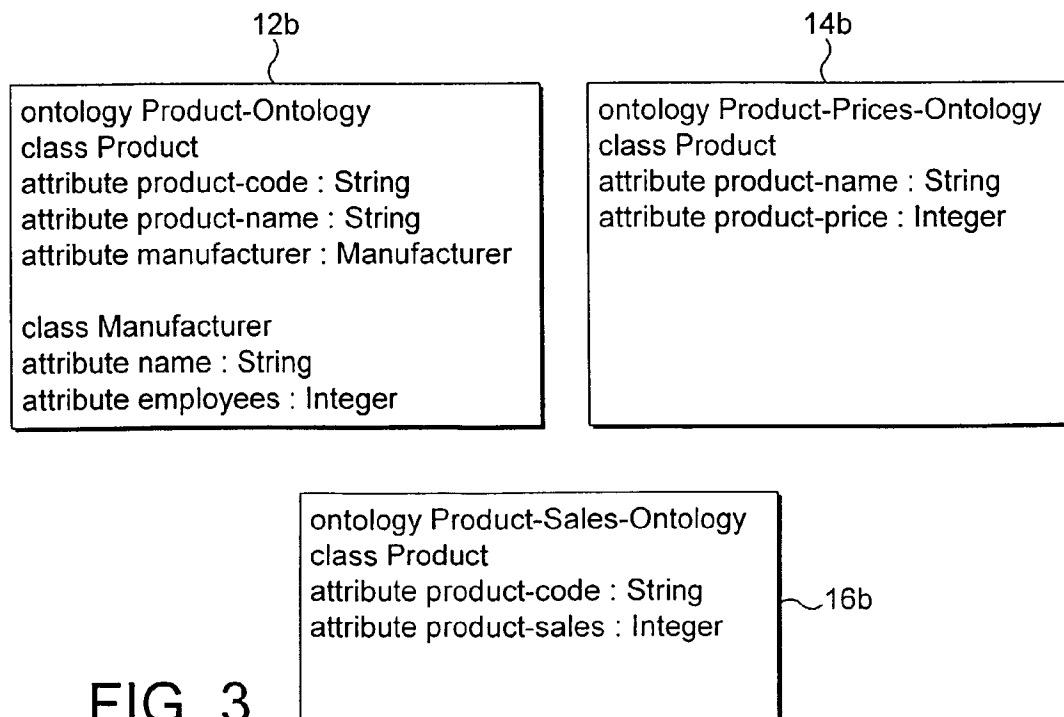 12b
ontology Product-Ontology
class Product
attribute product-code : String
attribute product-name : String
attribute manufacturer : Manufacturer
class Manufacturer
attribute name : String
attribute employees : Integer
14b
ontology Product-Prices-Ontology
class Product
attribute product-name : String
attribute product-price : Integer
ontology Product-Sales-Ontology
class Product
attribute product-code : String
attribute product-sales : Integer
16b
FIG. 3